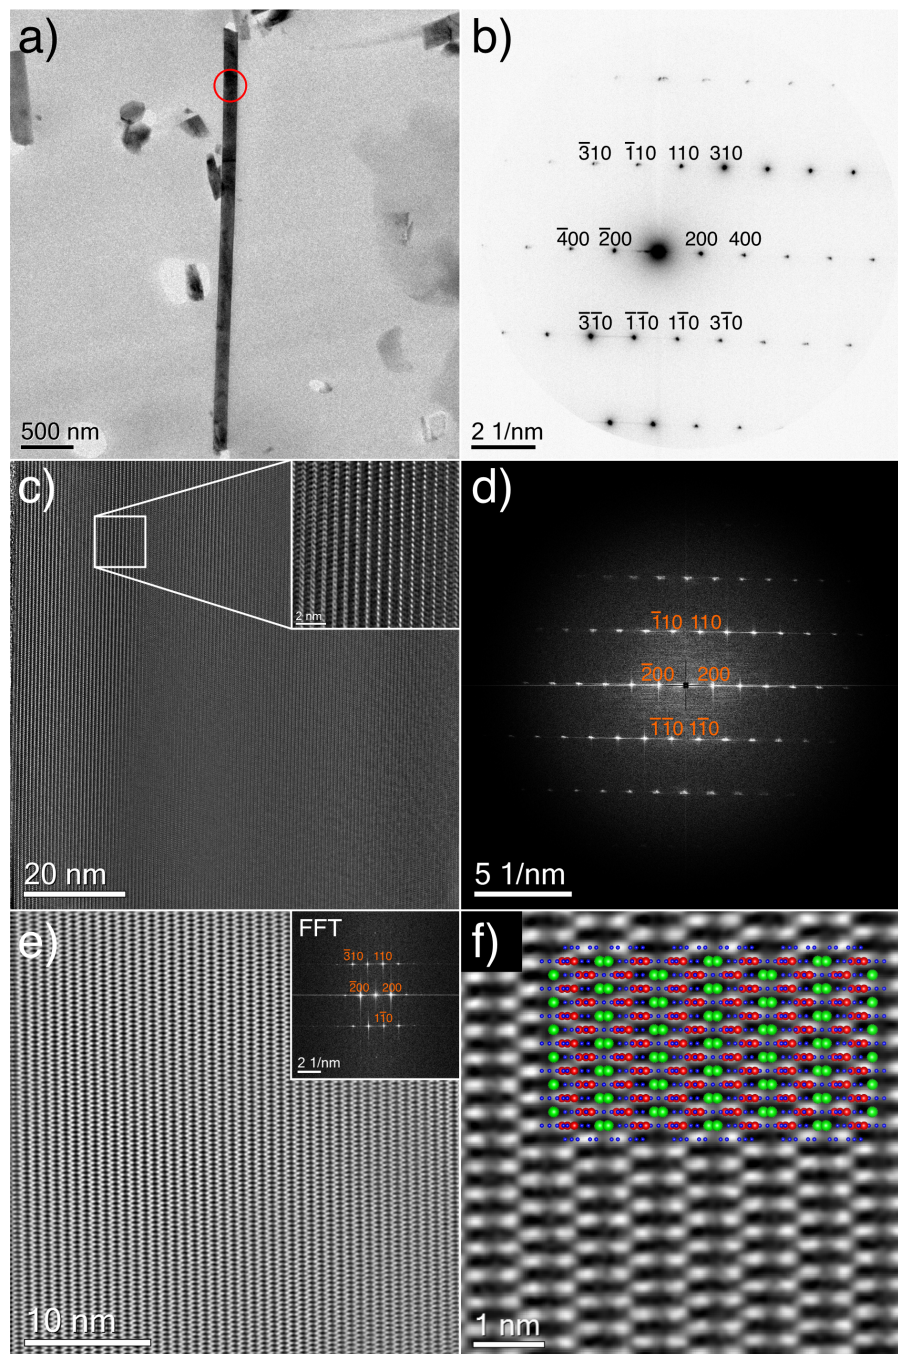 a)
500 nm
b)
3̅10 1̅10 110 310
4̅00 2̅00 200 400
3̅1̅0 1̅1̅0 11̅0 31̅0
2 1/nm
c)
2 nm
20 nm
d)
1̅10 110
2̅00 200
1̅1̅0 11̅0
5 1/nm
e)
FFT
3̅10 110
2̅00 200
11̅0
2 1/nm
10 nm
f)
1 nm